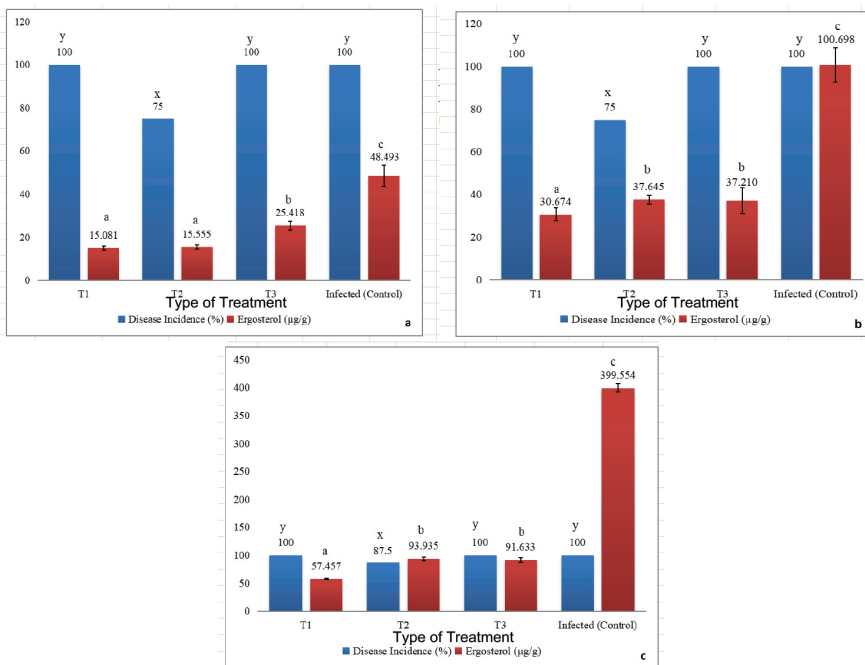 120
100
80
60
40
20
0
y
100
a
15.081
x
75
a
15.555
y
100
b
25.418
y
100
c
48.493
T1 T2 T3 Infected (Control)
Type of Treatment
Disease Incidence (%) Ergosterol (µg/g)
a
120
100
80
60
40
20
0
y
100
a
30.674
x
75
b
37.645
y
100
b
37.210
y
100
c
100.698
T1 T2 T3 Infected (Control)
Type of Treatment
Disease Incidence (%) Ergosterol (µg/g)
b
450
400
350
300
250
200
150
100
50
0
y
100
a
57.457
x
87.5
b
93.935
y
100
b
91.633
y
100
c
399.554
T1 T2 T3 Infected (Control)
Type of Treatment
Disease Incidence (%) Ergosterol (µg/g)
c